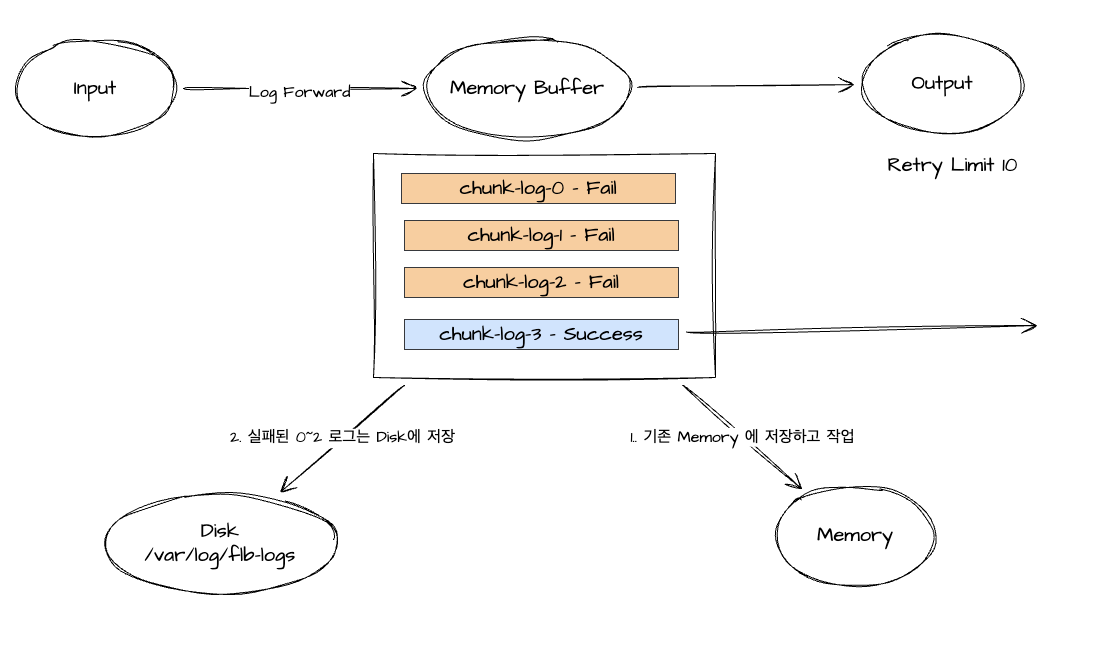 Input
Log Forward
Memory Buffer
Output
Retry Limit 10
chunk-log-0 - Fail
chunk-log-1 - Fail
chunk-log-2 - Fail
chunk-log-3 - Success
2. 실패된 0~2 로그는 Disk에 저장
1. 기존 Memory 에 저장하고 작업
Disk
/var/log/flb-logs
Memory